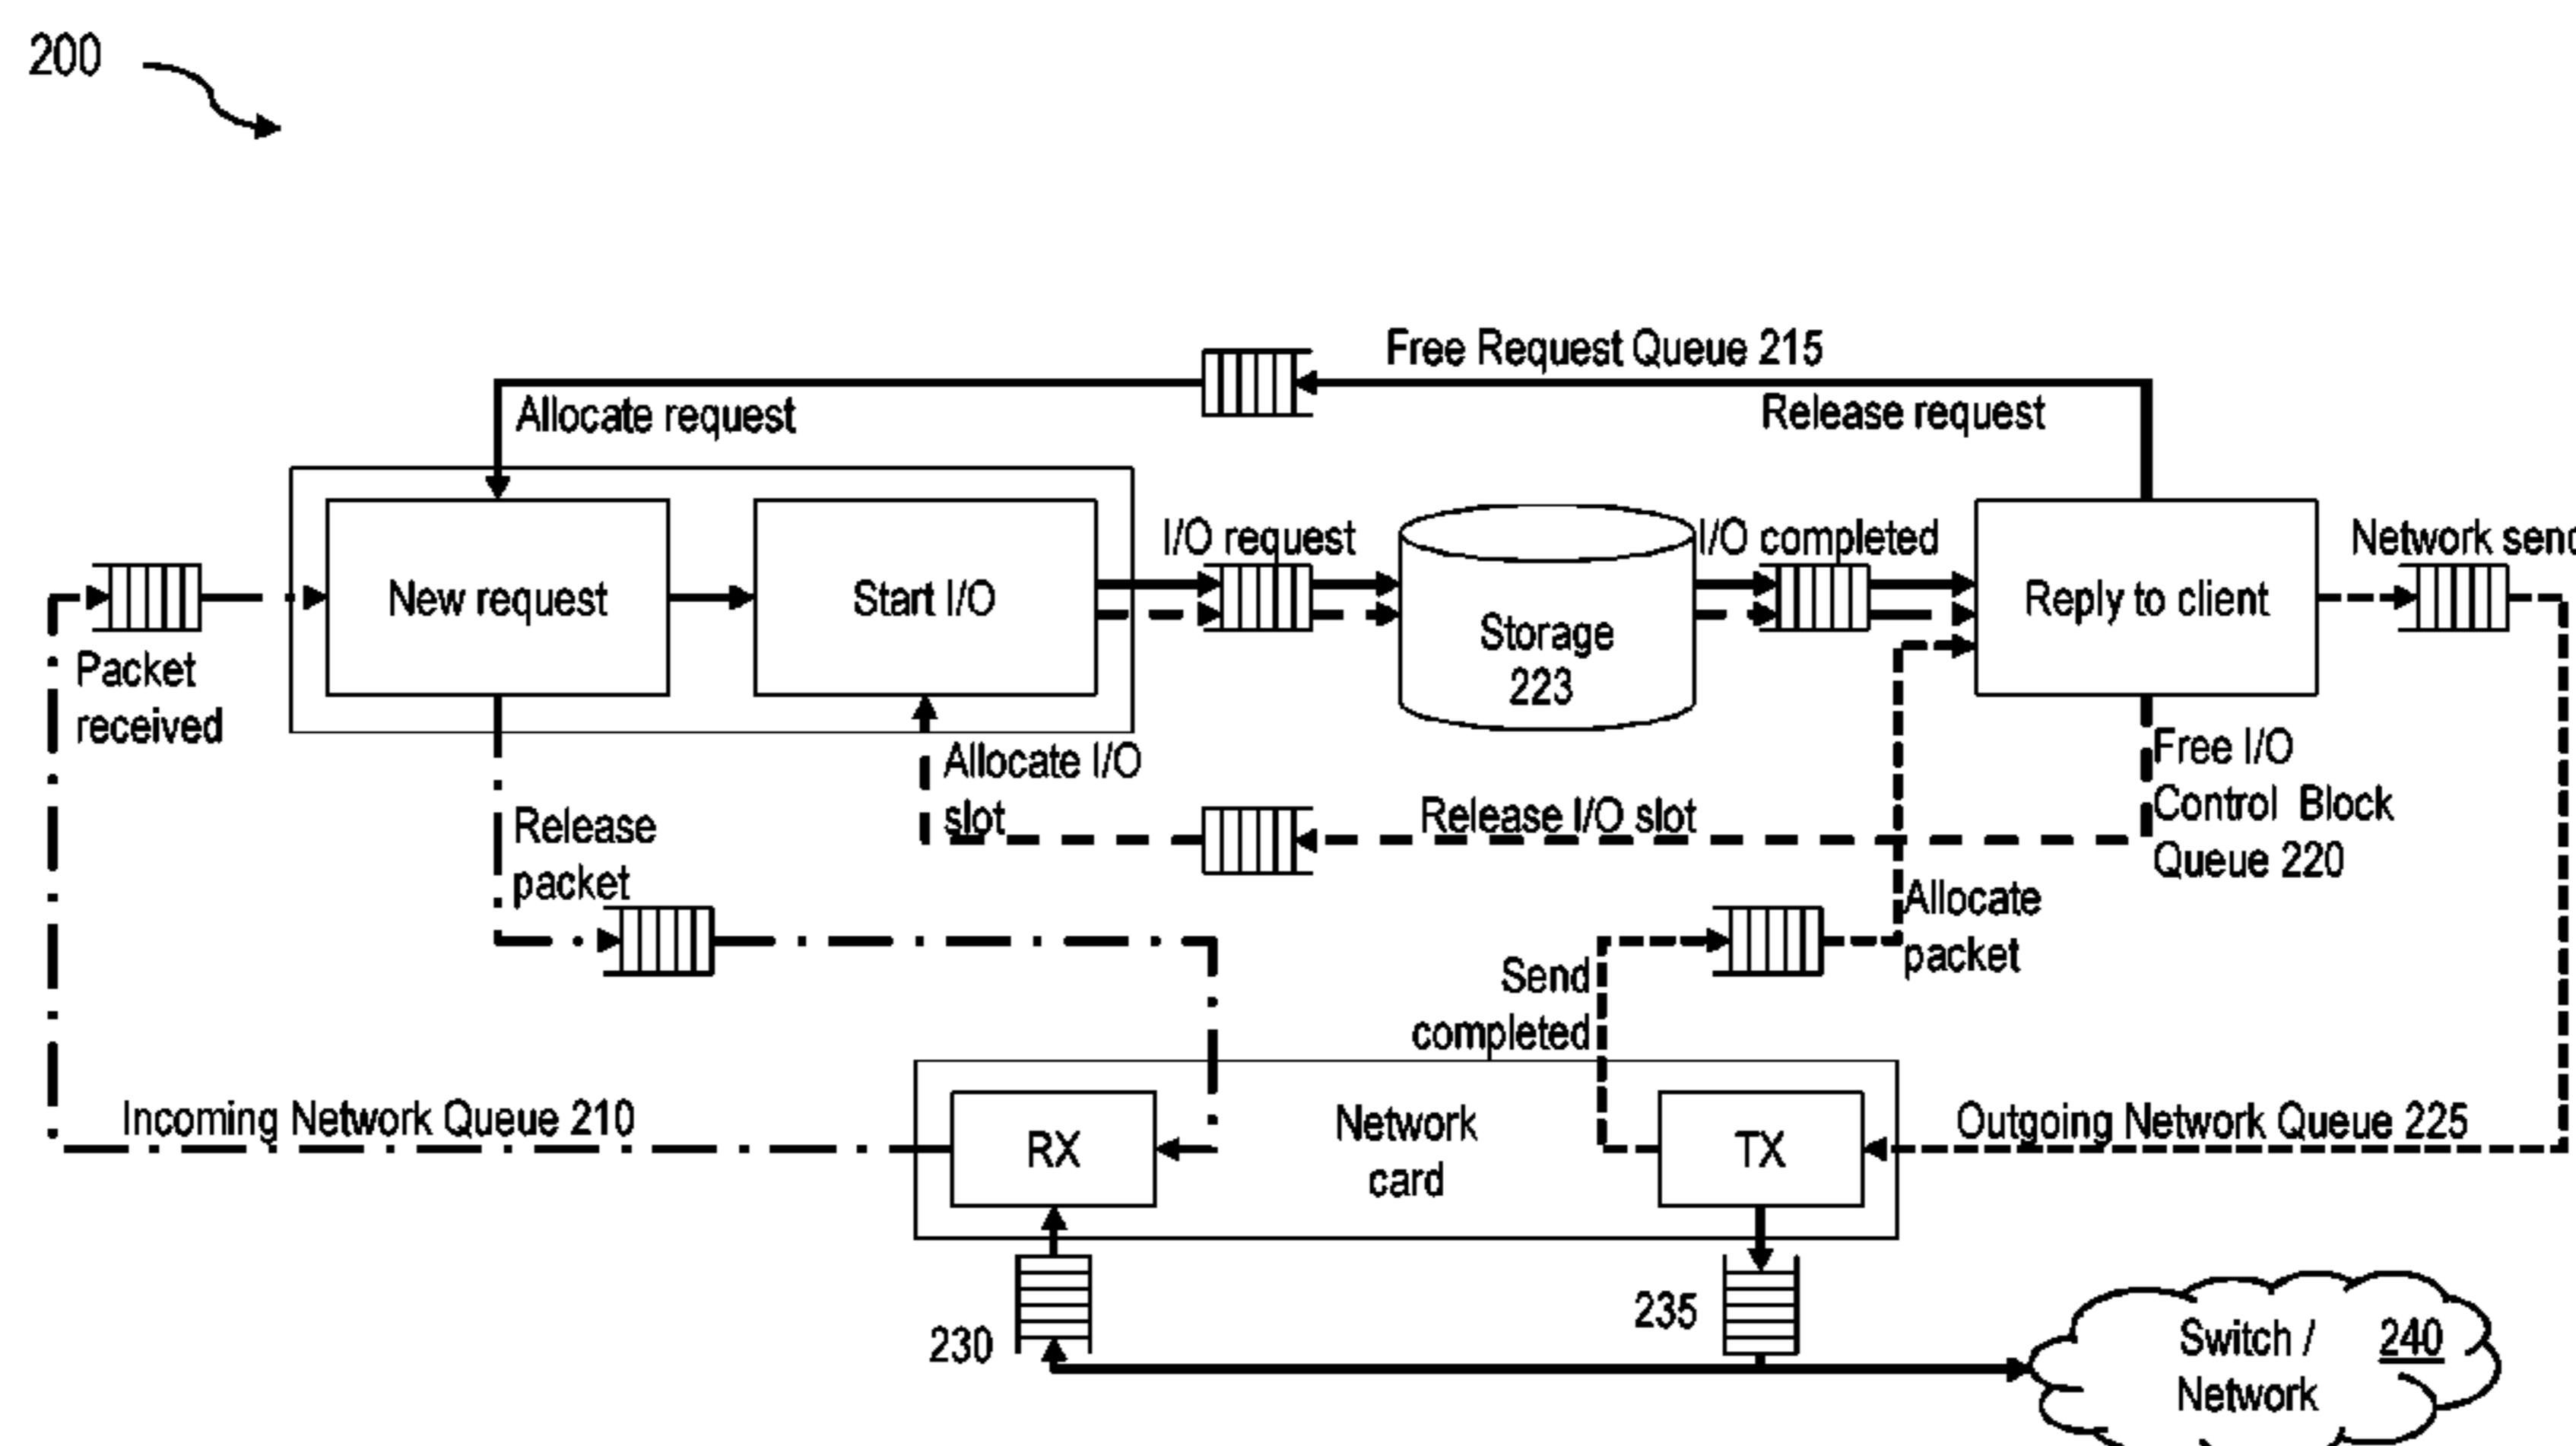 200
Free Request Queue 215
Allocate request
Release request
I/O request
I/O completed
Network send
New request
Start I/O
Storage
223
Reply to client
Packet
received
Allocate I/O
slot
Release I/O slot
Free I/O
Control Block
Queue 220
Release
packet
Allocate
packet
Send
completed
Incoming Network Queue 210
RX
Network
card
TX
Outgoing Network Queue 225
230
235
Switch / 240
Network